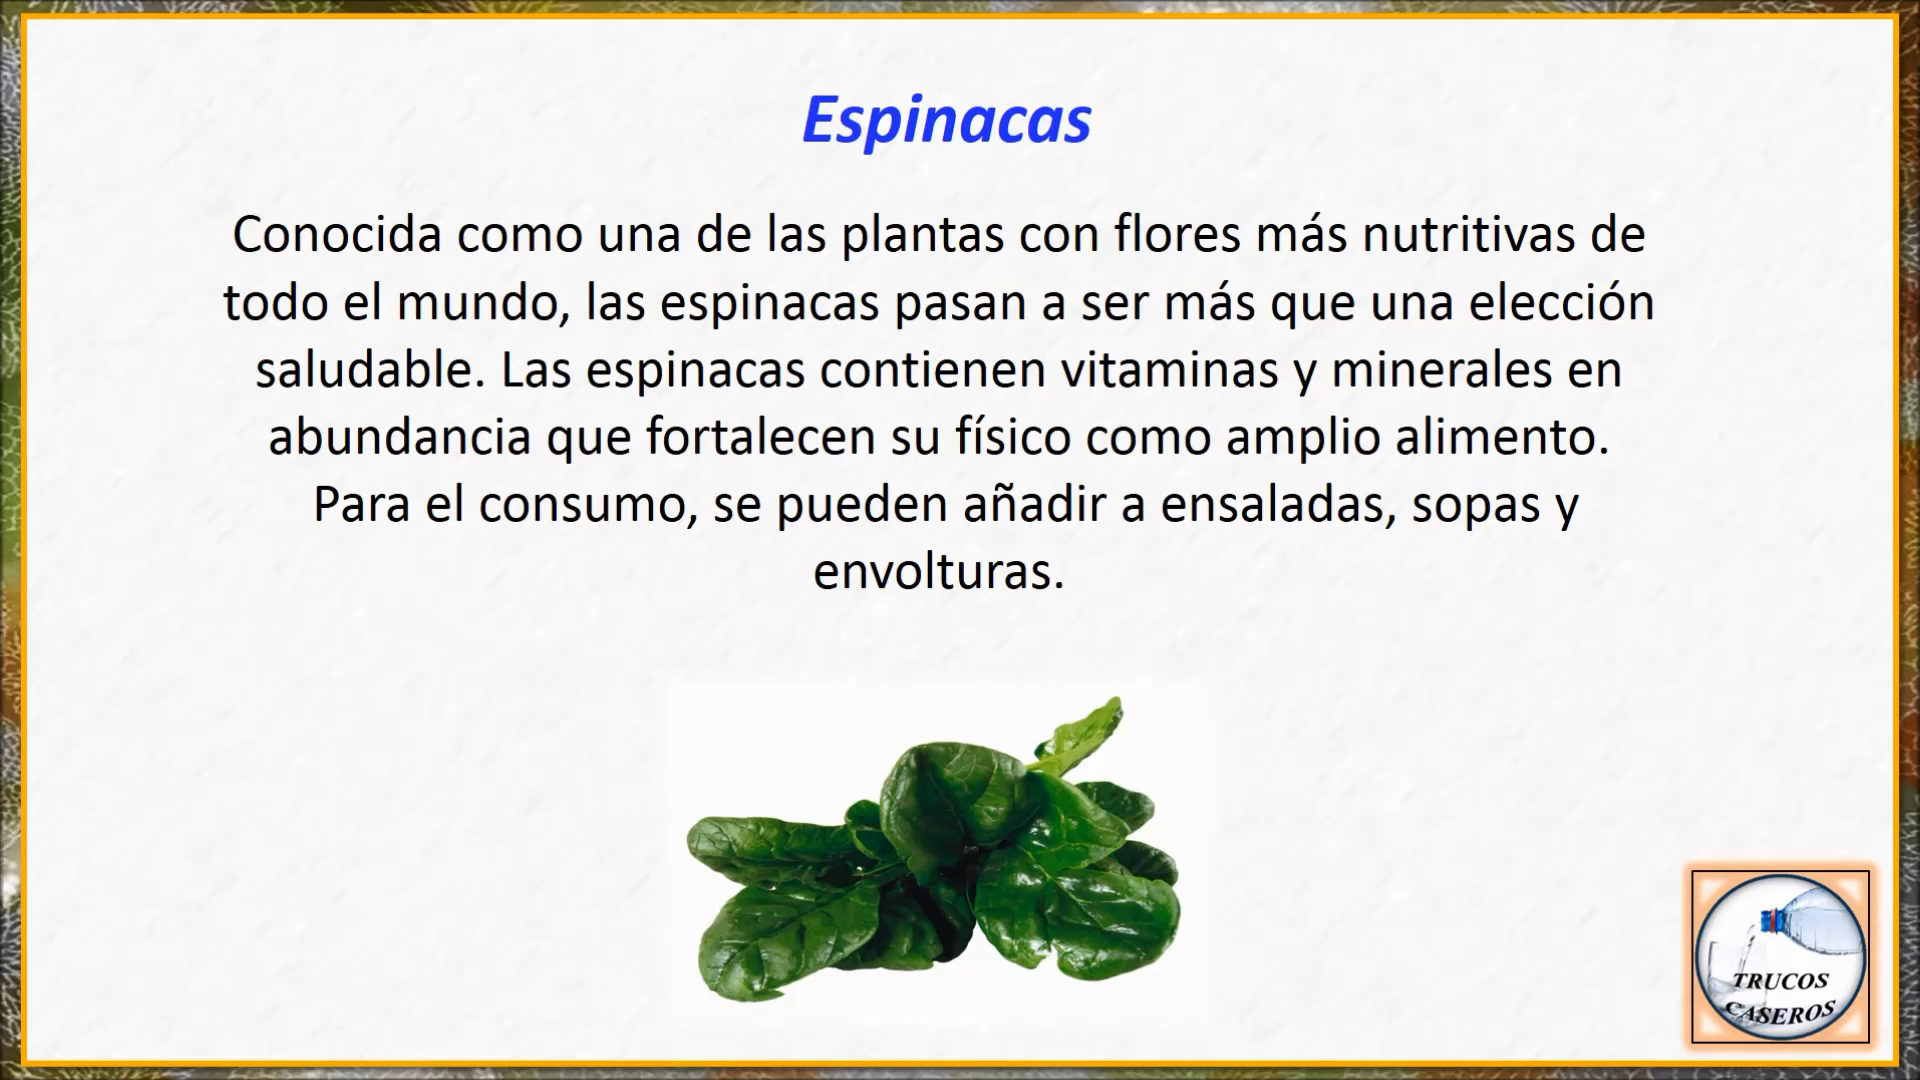 Espinacas
Conocida como una de las plantas con flores más nutritivas de
todo el mundo, las espinacas pasan a ser más que una elección
saludable. Las espinacas contienen vitaminas y minerales en
abundancia que fortalecen su físico como amplio alimento.
Para el consumo, se pueden añadir a ensaladas, sopas y
envolturas.
TRUCOS
CASEROS